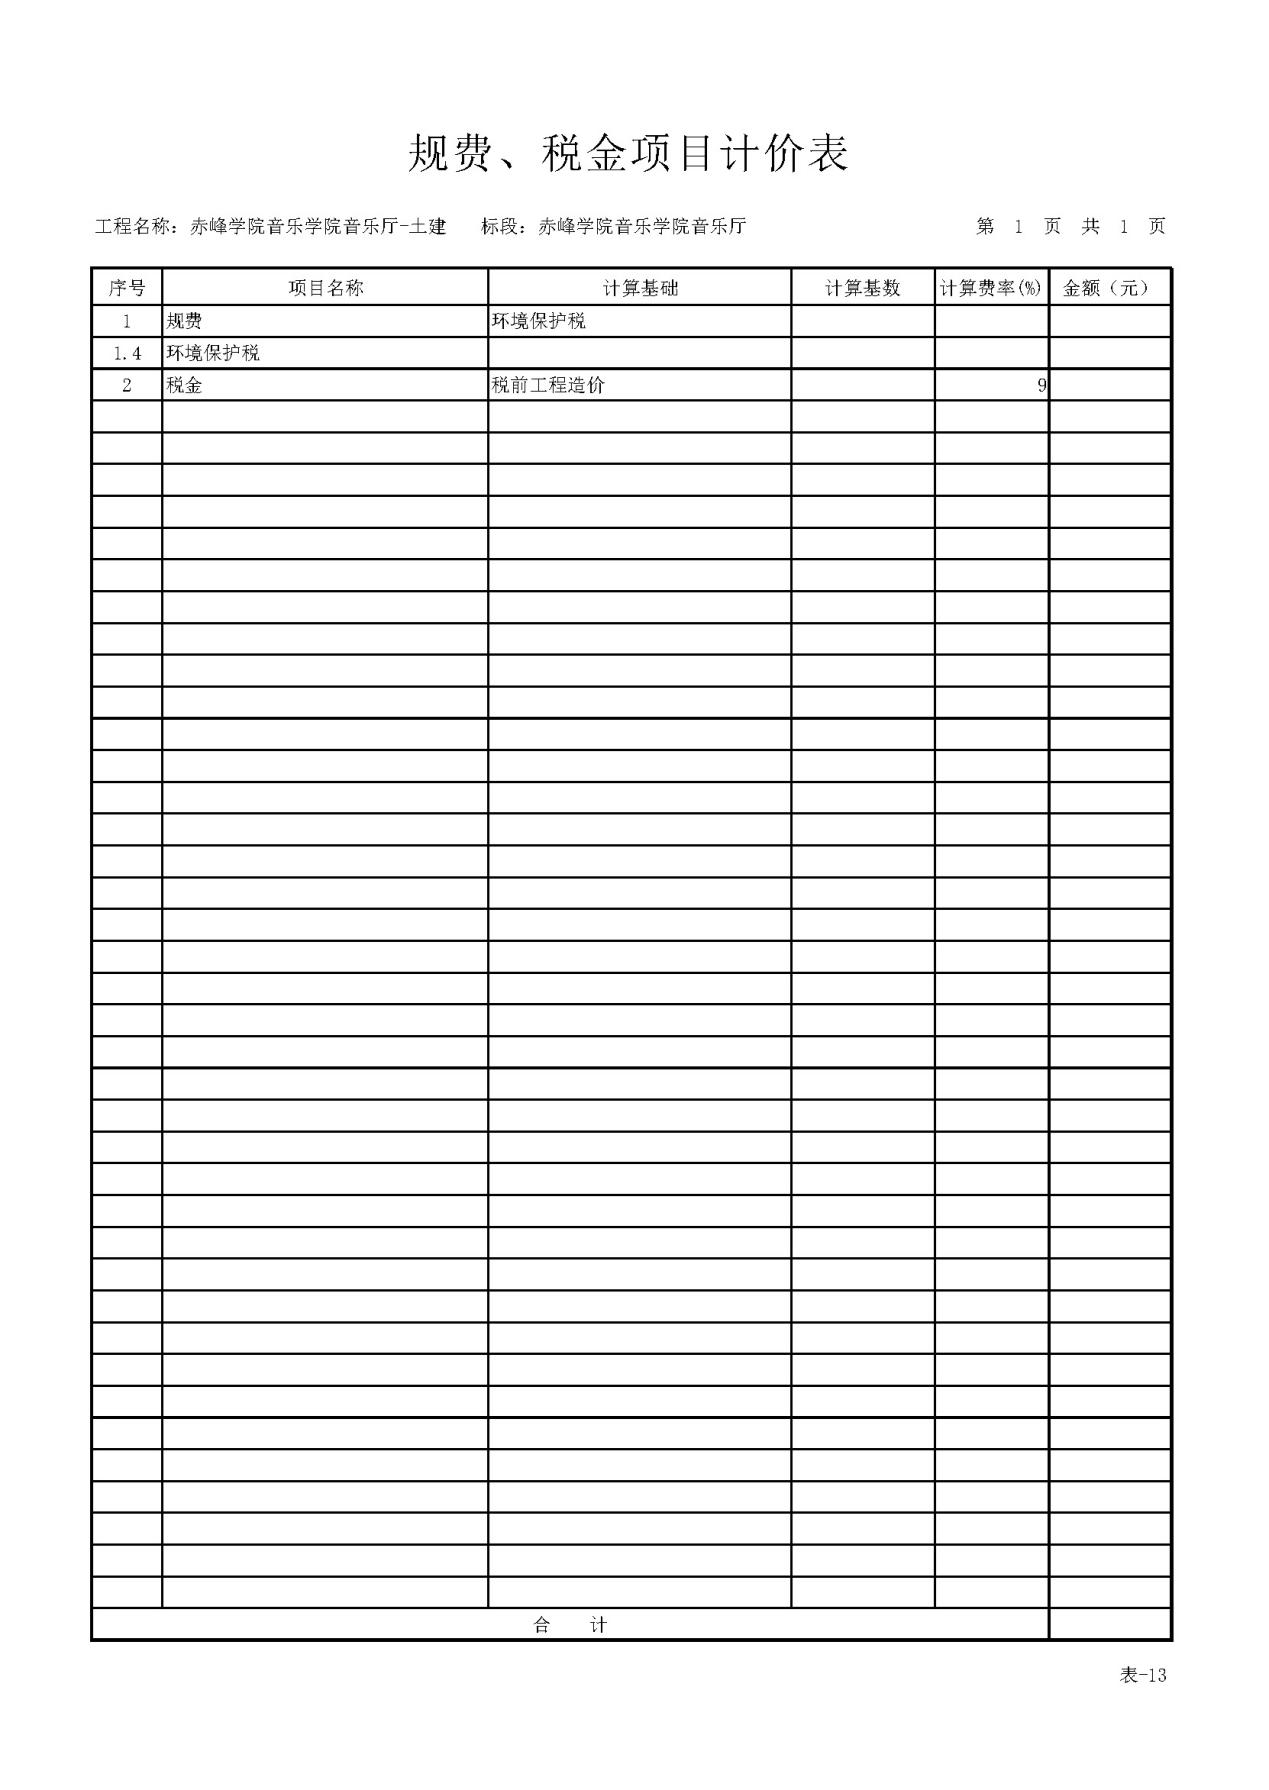 规费、税金项目计价表
工程名称：赤峰学院音乐学院音乐厅-土建 标段：赤峰学院音乐学院音乐厅 第 1 页 共 1 页
序号 项目名称 计算基础 计算基数 计算费率(%) 金额（元）
1 规费 环境保护税
1.4 环境保护税
2 税金 税前工程造价 9
合 计
表-13